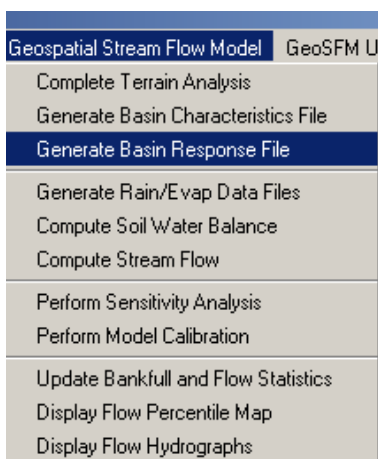 Geospatial Stream Flow Model GeoSFM U
Complete Terrain Analysis
Generate Basin Characteristics File
Generate Basin Response File
Generate Rain/Evap Data Files
Compute Soil Water Balance
Compute Stream Flow
Perform Sensitivity Analysis
Perform Model Calibration
Update Bankfull and Flow Statistics
Display Flow Percentile Map
Display Flow Hydrographs